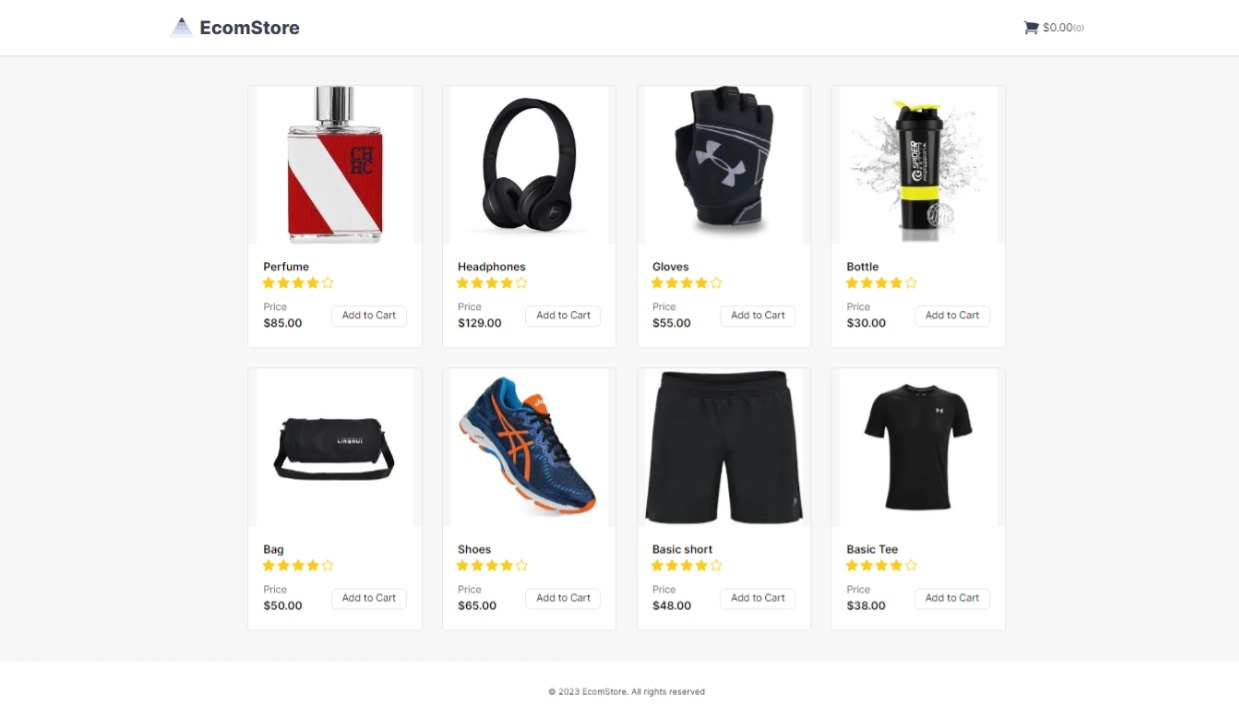 EcomStore
$0.00(0)
CH
HC
SPIDER
Perfume
Headphones
Gloves
Bottle
Price
$85.00
Add to Cart
Price
$129.00
Add to Cart
Price
$55.00
Add to Cart
Price
$30.00
Add to Cart
Bag
Shoes
Basic short
Basic Tee
Price
$50.00
Add to Cart
Price
$65.00
Add to Cart
Price
$48.00
Add to Cart
Price
$38.00
Add to Cart
© 2023 EcomStore. All rights reserved